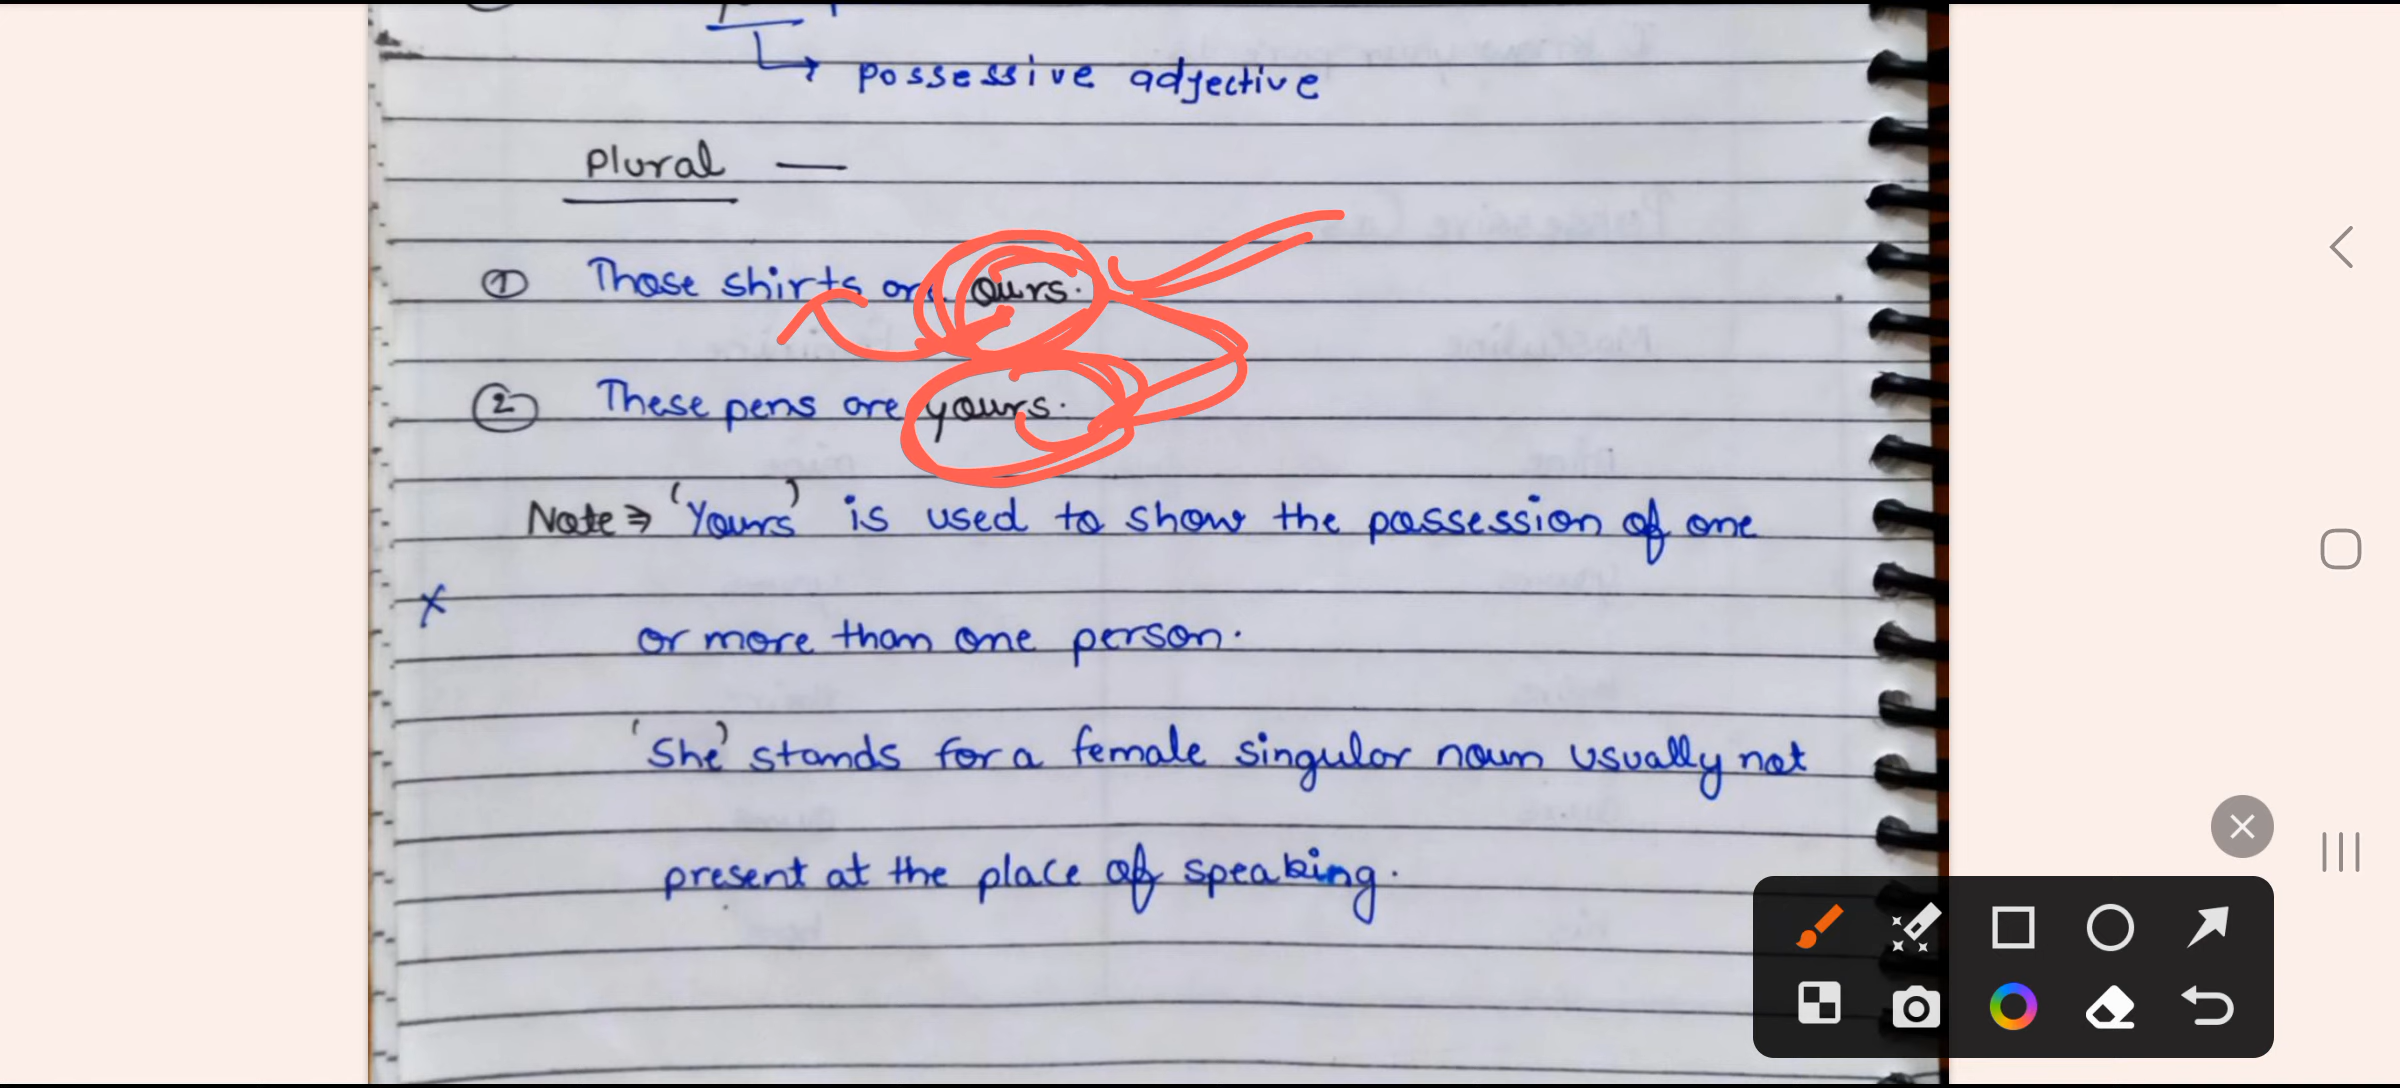 possessive adjective
Plural —
① Those shirts are ours.
② These pens are yours.
Note ⇒ 'Yours' is used to show the possession of one
or more than one person.
'She' stands for a female singular noun usually not
present at the place of speaking.